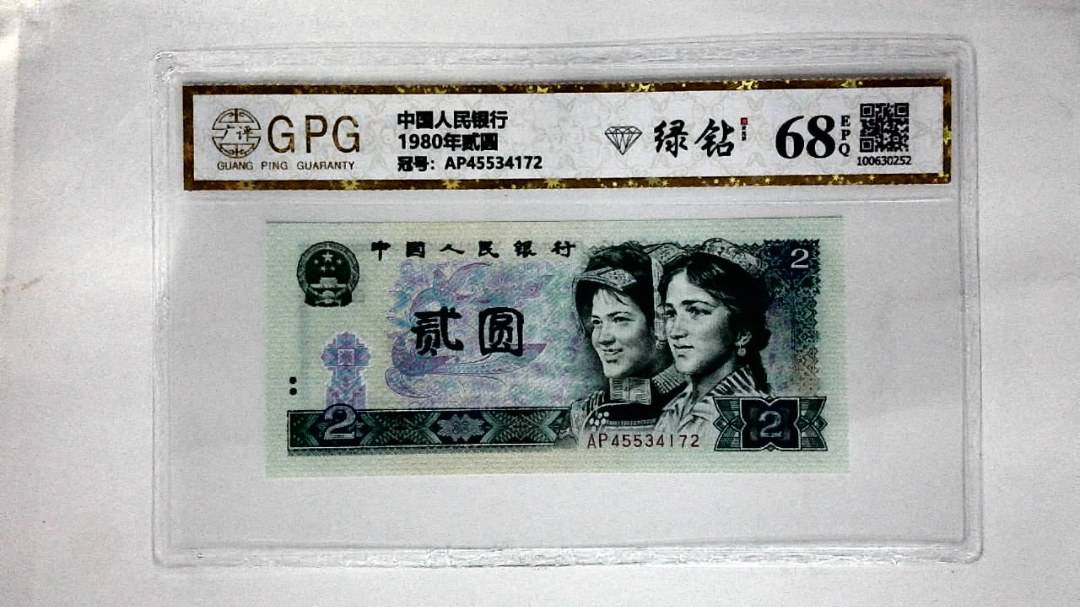 广评
GPG
GUANG PING GUARANTY
中国人民银行
1980年贰圆
冠号：AP45534172
绿钻
68
EPQ
100630252
中国人民银行
2
贰圆
2
AP45534172
2